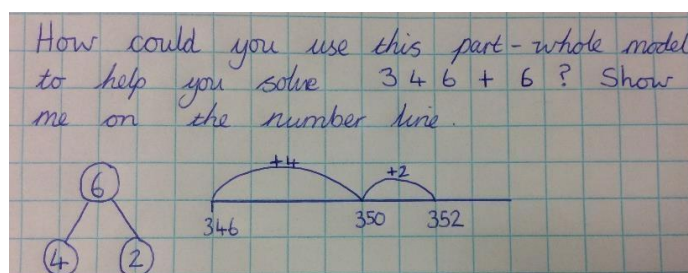 How could you use this part-whole model
to help you solve 346 + 6? Show
me on the number line.
+4 +2
6
346 350 352
4 2